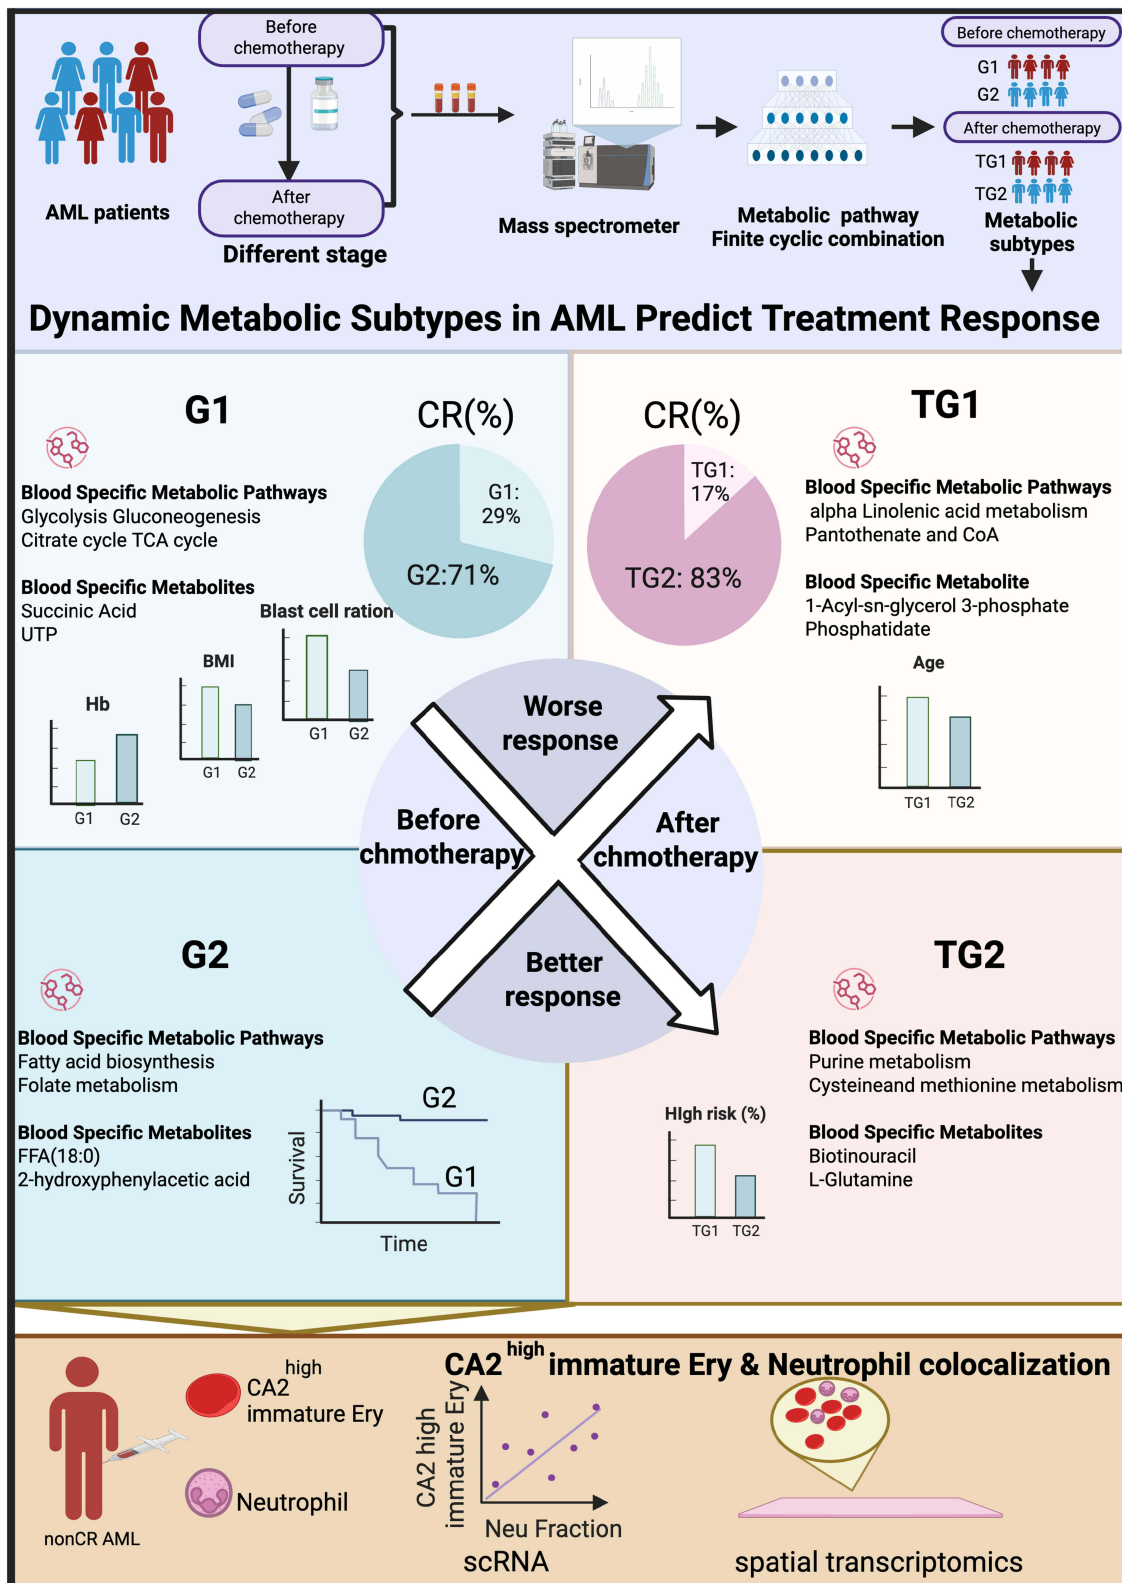 Before
chemotherapy
After
chemotherapy
AML patients
Different stage
Mass spectrometer
Metabolic pathway
Finite cyclic combination
Before chemotherapy
G1
G2
After chemotherapy
TG1
TG2
Metabolic
subtypes
Dynamic Metabolic Subtypes in AML Predict Treatment Response
G1
Blood Specific Metabolic Pathways
Glycolysis Gluconeogenesis
Citrate cycle TCA cycle
Blood Specific Metabolites
Succinic Acid
UTP
CR(%)
G1:
29%
G2:71%
Hb
G1 G2
BMI
G1 G2
Blast cell ration
G1 G2
CR(%)
TG1:
17%
TG2: 83%
TG1
Blood Specific Metabolic Pathways
alpha Linolenic acid metabolism
Pantothenate and CoA
Blood Specific Metabolite
1-Acyl-sn-glycerol 3-phosphate
Phosphatidate
Age
TG1 TG2
Worse
response
Before
chmotherapy
After
chmotherapy
Better
response
G2
Blood Specific Metabolic Pathways
Fatty acid biosynthesis
Folate metabolism
Blood Specific Metabolites
FFA(18:0)
2-hydroxyphenylacetic acid
Survival
G2
G1
Time
TG2
Blood Specific Metabolic Pathways
Purine metabolism
Cysteineand methionine metabolism
Blood Specific Metabolites
Biotinouracil
L-Glutamine
HIgh risk (%)
TG1 TG2
CA2 high immature Ery & Neutrophil colocalization
nonCR AML
high
CA2
immature Ery
Neutrophil
CA2 high
immature Ery
Neu Fraction
scRNA
spatial transcriptomics